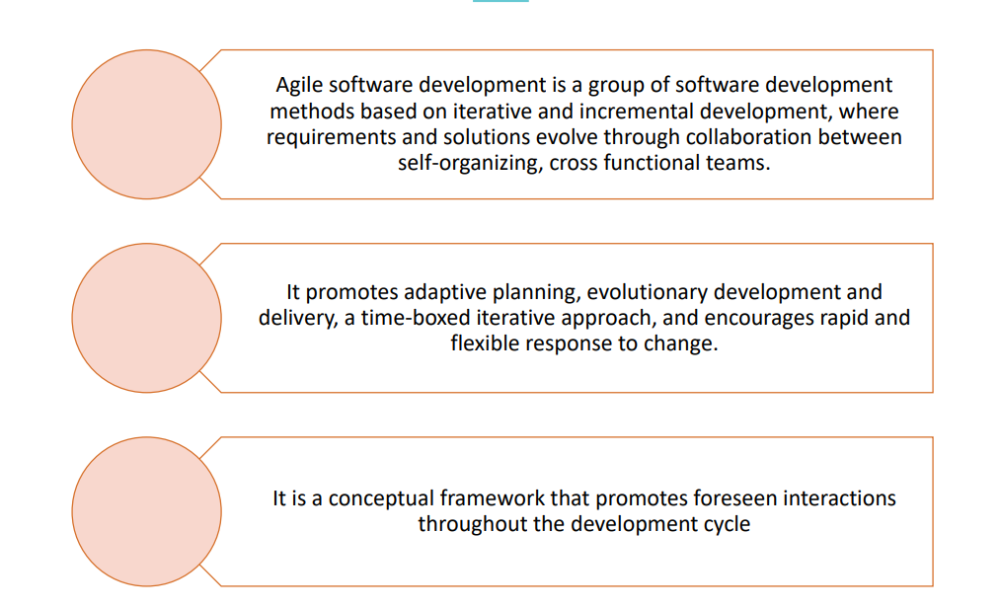 Agile software development is a group of software development
methods based on iterative and incremental development, where
requirements and solutions evolve through collaboration between
self-organizing, cross functional teams.
It promotes adaptive planning, evolutionary development and
delivery, a time-boxed iterative approach, and encourages rapid and
flexible response to change.
It is a conceptual framework that promotes foreseen interactions
throughout the development cycle